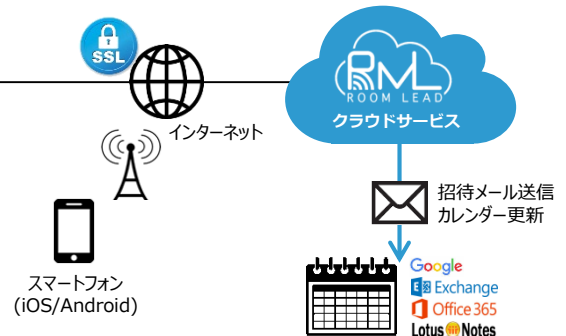 SSL
インターネット
RML
ROOM LEAD
クラウドサービス
招待メール送信
カレンダー更新
スマートフォン
(iOS/Android)
Google
Exchange
Office 365
Lotus Notes